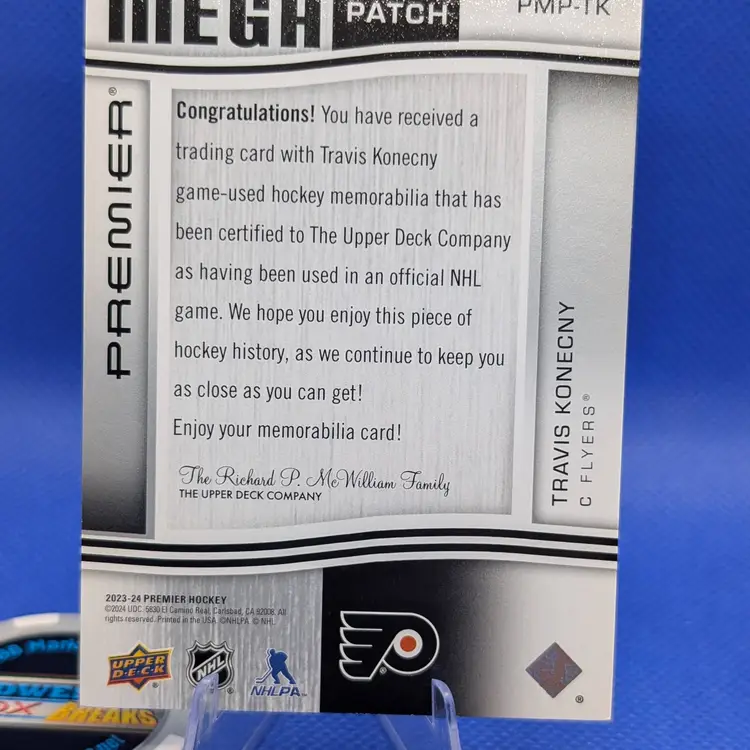 MEGA PATCH PMP-TK
PREMIER®
Congratulations! You have received a
trading card with Travis Konecny
game-used hockey memorabilia that has
been certified to The Upper Deck Company
as having been used in an official NHL
game. We hope you enjoy this piece of
hockey history, as we continue to keep you
as close as you can get!
Enjoy your memorabilia card!
The Richard P. McWilliam Family
THE UPPER DECK COMPANY
TRAVIS KONECNY
C FLYERS®
2023-24 PREMIER HOCKEY
©2024 UDC. 5830 El Camino Real, Carlsbad, CA 92008. All
rights reserved. Printed in the USA. ©NHLPA. © NHL.
UPPER
D·E·C·K
NHL
NHLPA
BREAKS